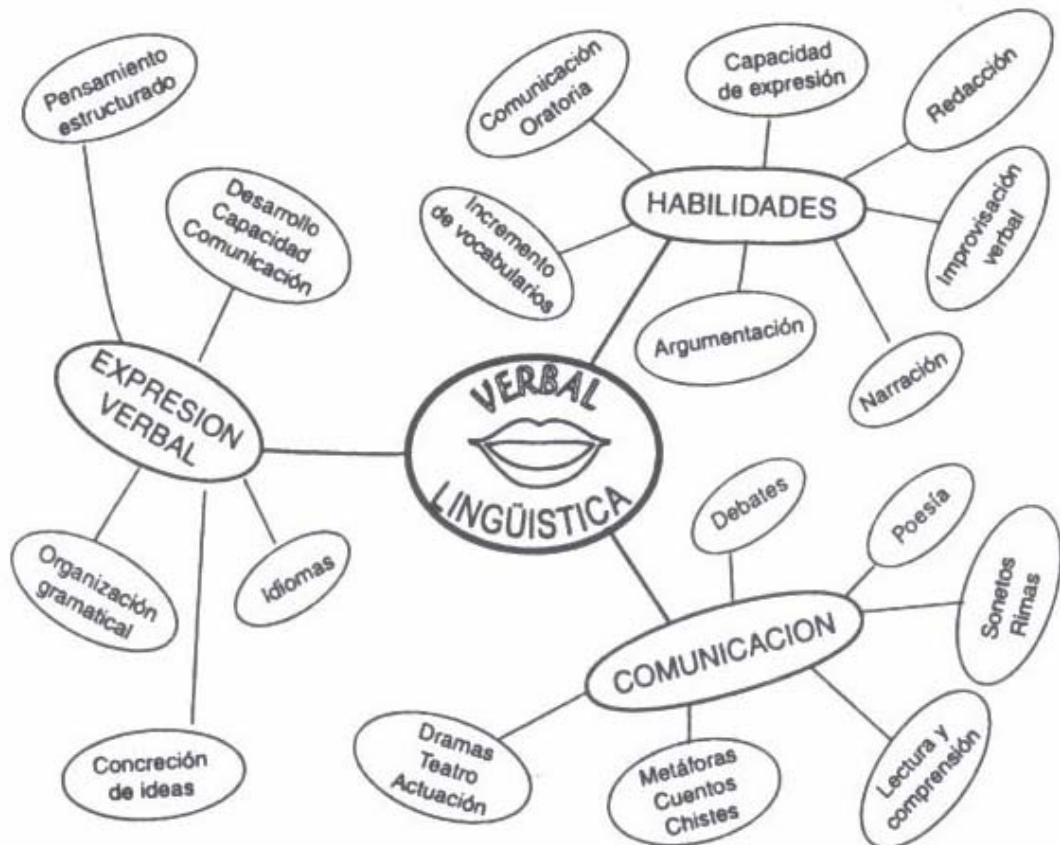 Pensamiento
estructurado
Desarrollo
Capacidad
Comunicación
EXPRESION
VERBAL
Organización
gramatical
Idiomas
Concreción
de ideas
VERBAL
LINGÜISTICA
Comunicación
Oratoria
Capacidad
de expresión
Redacción
Incremento
de vocabularios
HABILIDADES
Improvisación
verbal
Argumentación
Narración
Debates
Poesía
Sonetos
Rimas
COMUNICACION
Dramas
Teatro
Actuación
Metáforas
Cuentos
Chistes
Lectura y
comprensión